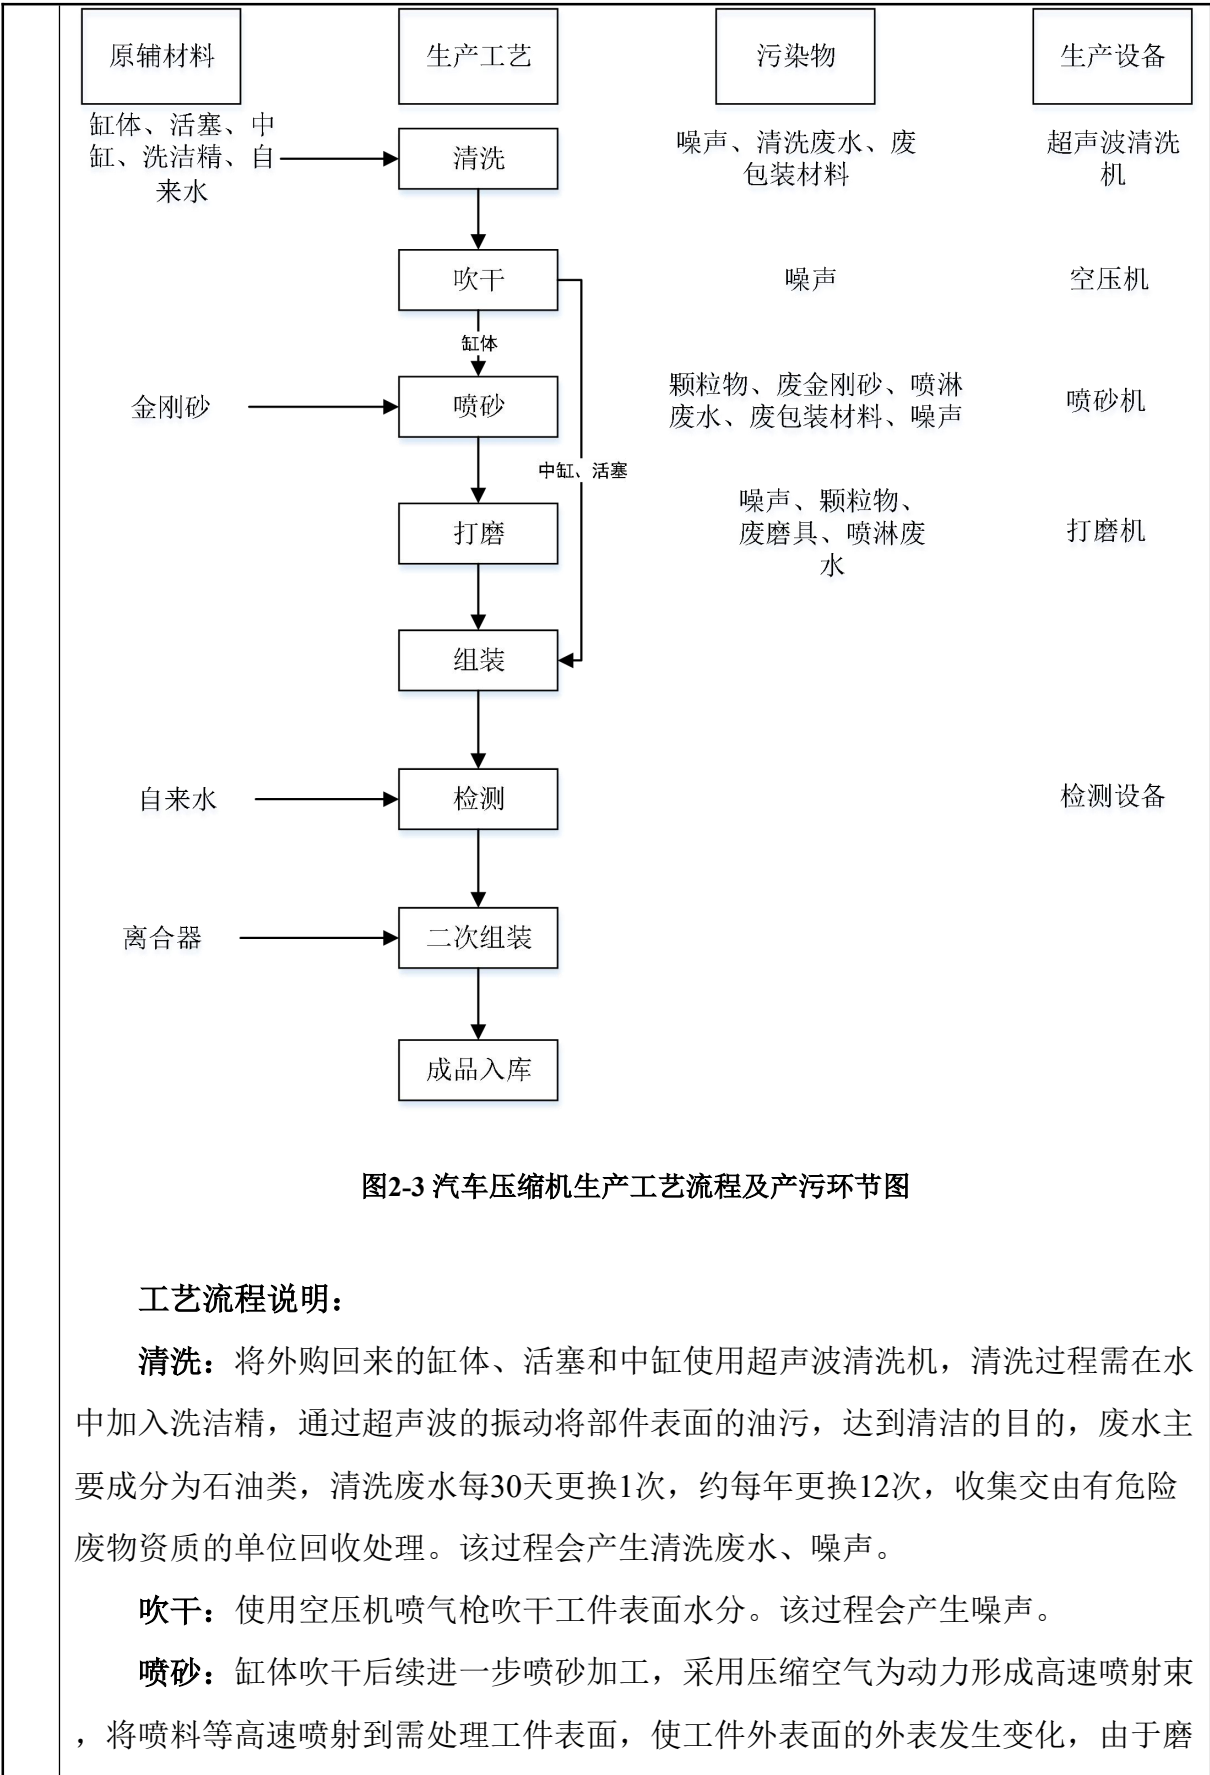 原辅材料
生产工艺
污染物
生产设备
缸体、活塞、中
缸、洗洁精、自
来水
清洗
噪声、清洗废水、废
包装材料
超声波清洗
机
吹干
噪声
空压机
缸体
金刚砂
喷砂
颗粒物、废金刚砂、喷淋
废水、废包装材料、噪声
喷砂机
中缸、活塞
打磨
噪声、颗粒物、
废磨具、喷淋废
水
打磨机
组装
自来水
检测
检测设备
离合器
二次组装
成品入库
图2-3 汽车压缩机生产工艺流程及产污环节图
工艺流程说明：
清洗：将外购回来的缸体、活塞和中缸使用超声波清洗机，清洗过程需在水
中加入洗洁精，通过超声波的振动将部件表面的油污，达到清洁的目的，废水主
要成分为石油类，清洗废水每30天更换1次，约每年更换12次，收集交由有危险
废物资质的单位回收处理。该过程会产生清洗废水、噪声。
吹干：使用空压机喷气枪吹干工件表面水分。该过程会产生噪声。
喷砂：缸体吹干后续进一步喷砂加工，采用压缩空气为动力形成高速喷射束
，将喷料等高速喷射到需处理工件表面，使工件外表面的外表发生变化，由于磨